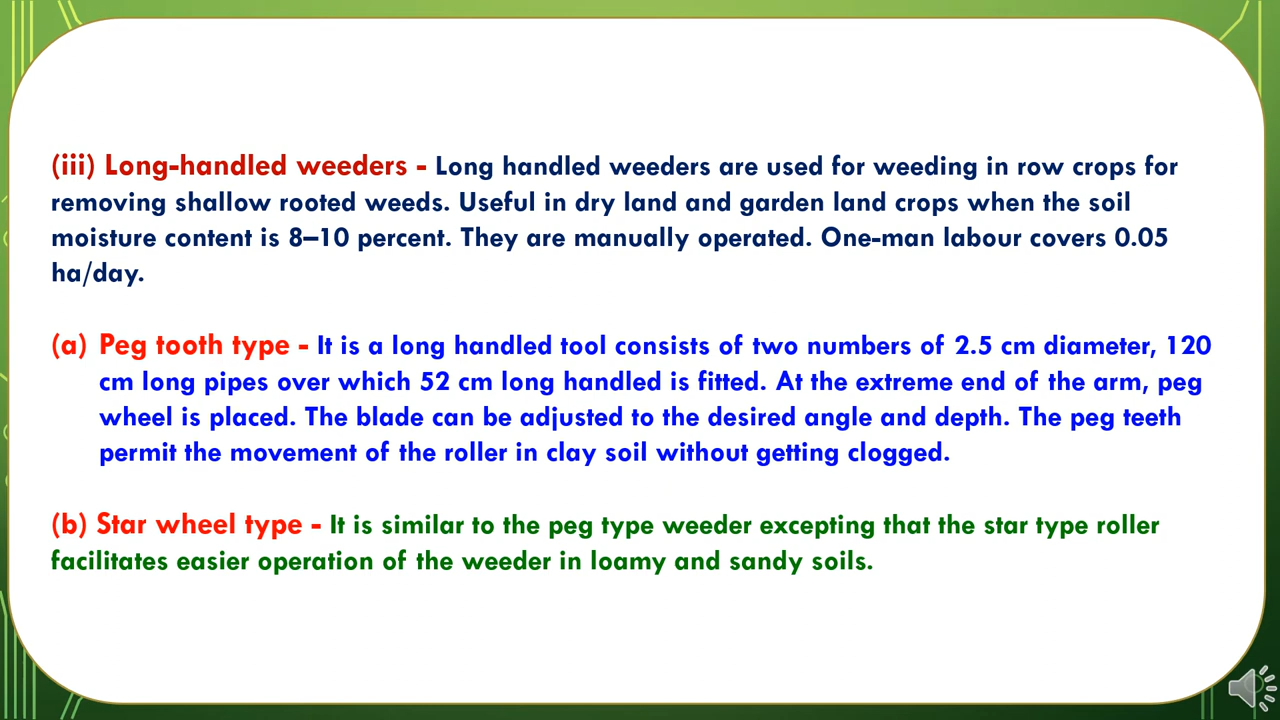 (iii) Long-handled weeders - Long handled weeders are used for weeding in row crops for
removing shallow rooted weeds. Useful in dry land and garden land crops when the soil
moisture content is 8–10 percent. They are manually operated. One-man labour covers 0.05
ha/day.
(a) Peg tooth type - It is a long handled tool consists of two numbers of 2.5 cm diameter, 120
cm long pipes over which 52 cm long handled is fitted. At the extreme end of the arm, peg
wheel is placed. The blade can be adjusted to the desired angle and depth. The peg teeth
permit the movement of the roller in clay soil without getting clogged.
(b) Star wheel type - It is similar to the peg type weeder excepting that the star type roller
facilitates easier operation of the weeder in loamy and sandy soils.